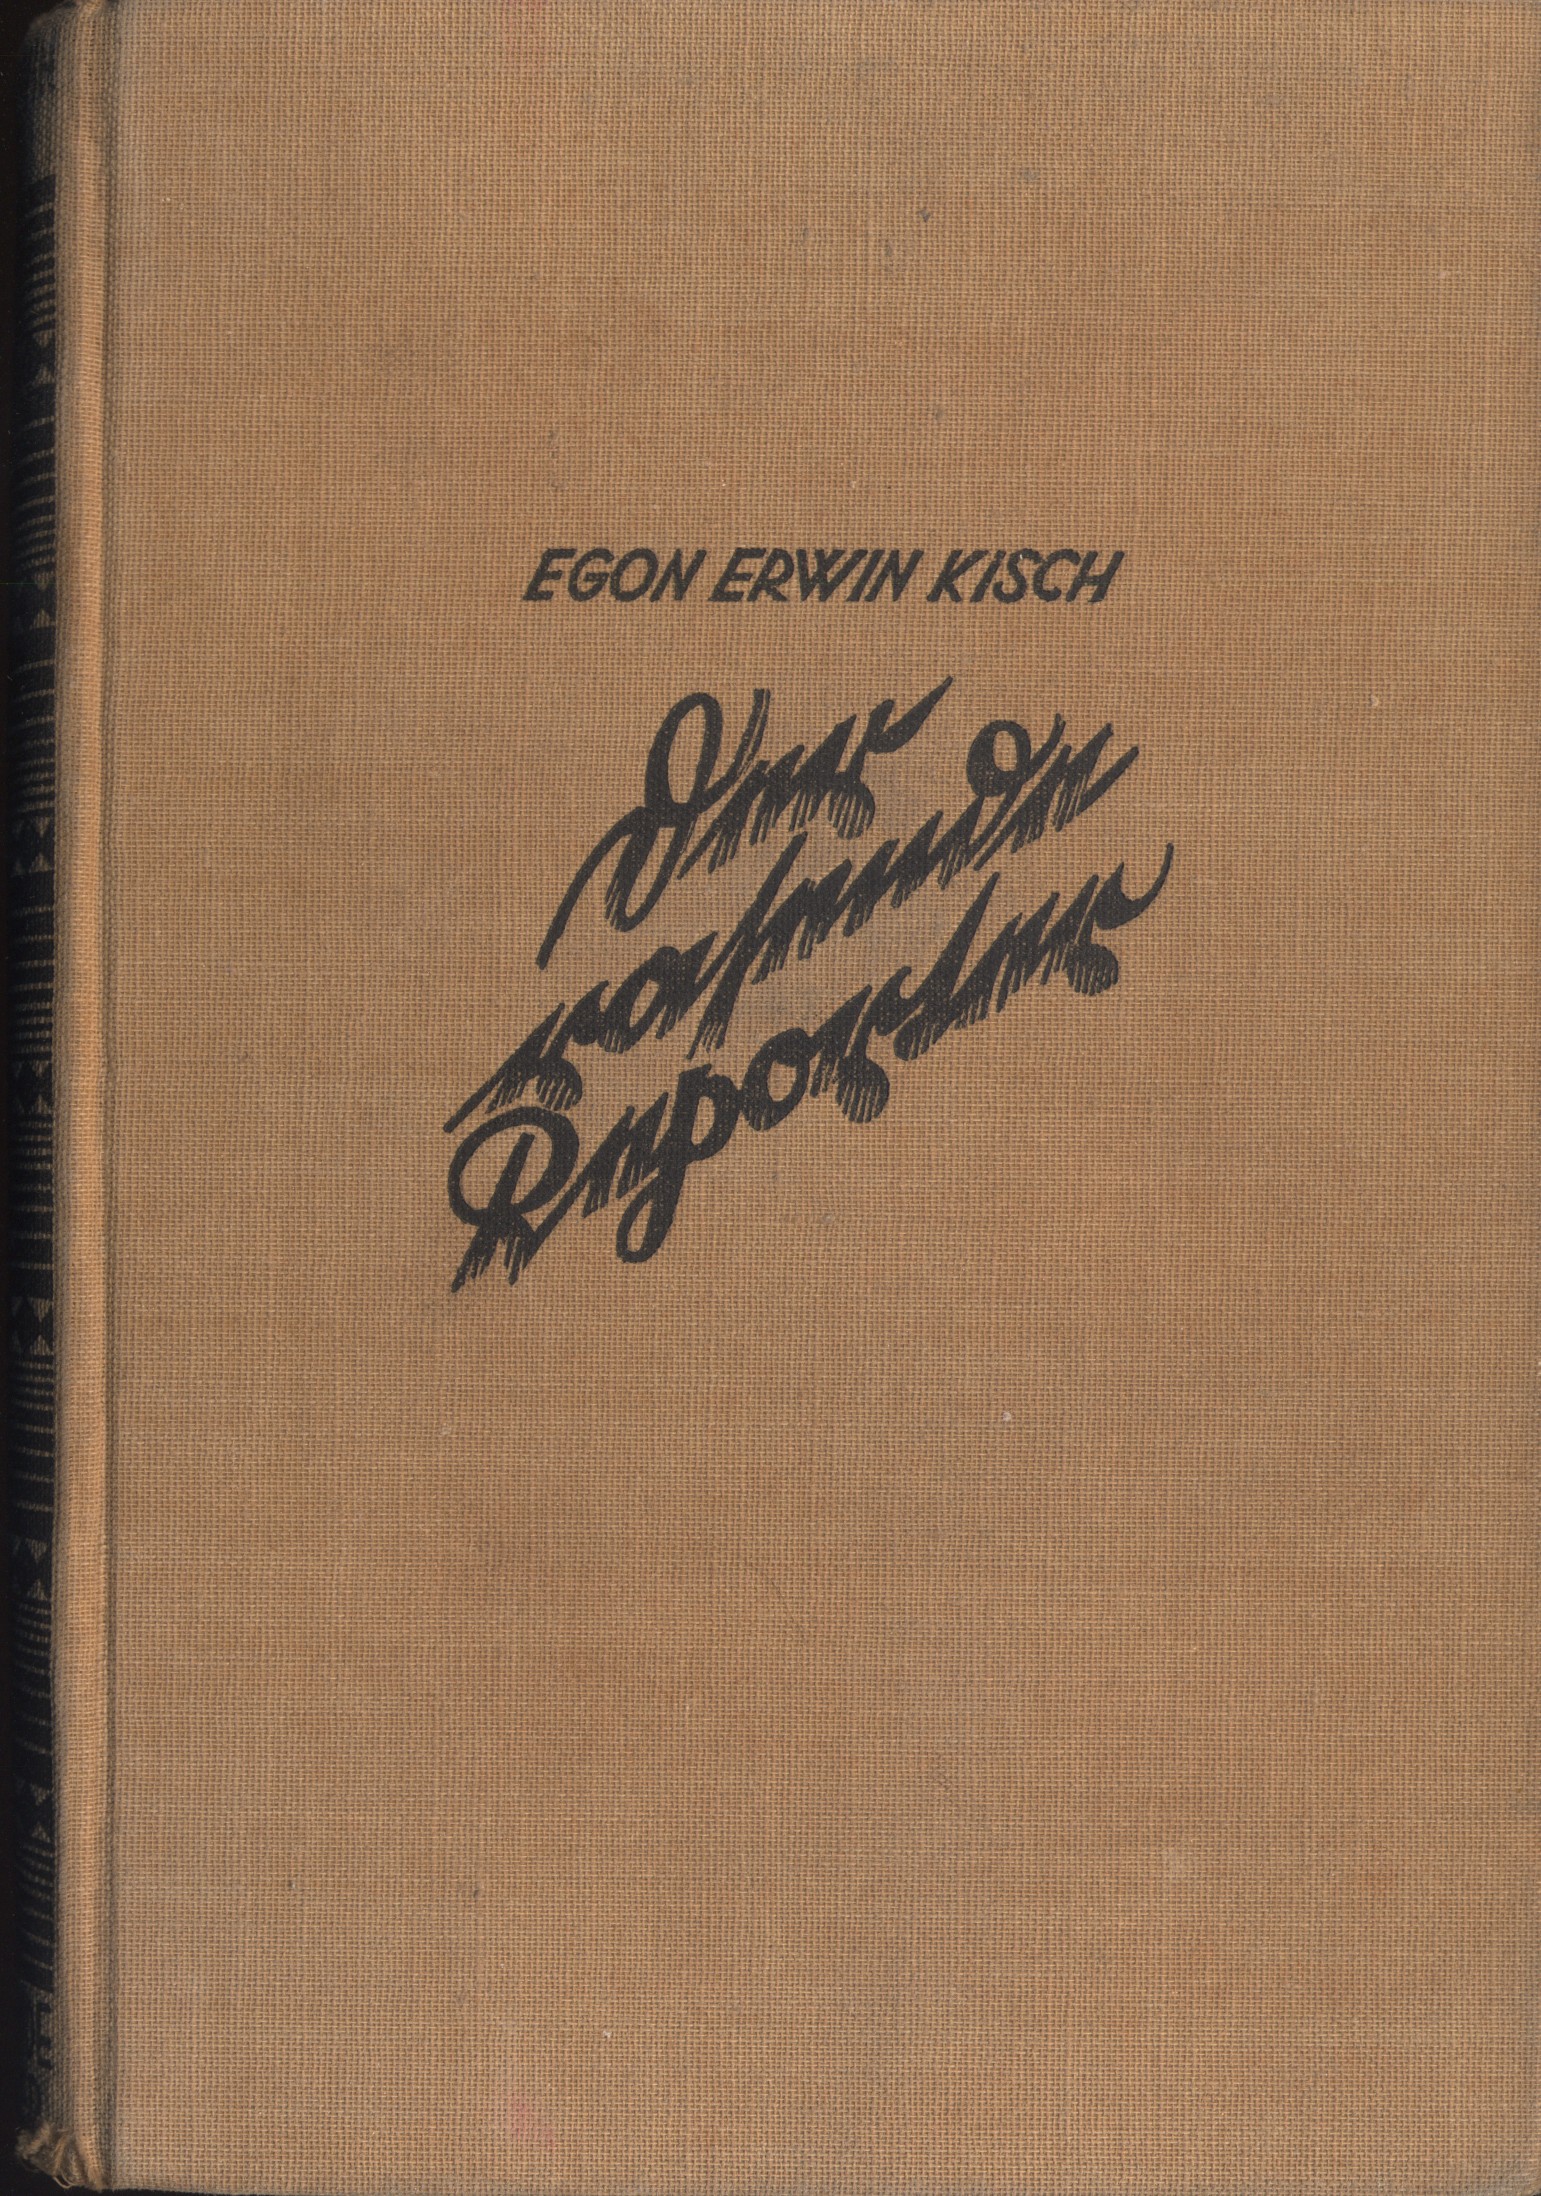 EGON ERWIN KISCH
Der
rasende
Reporter